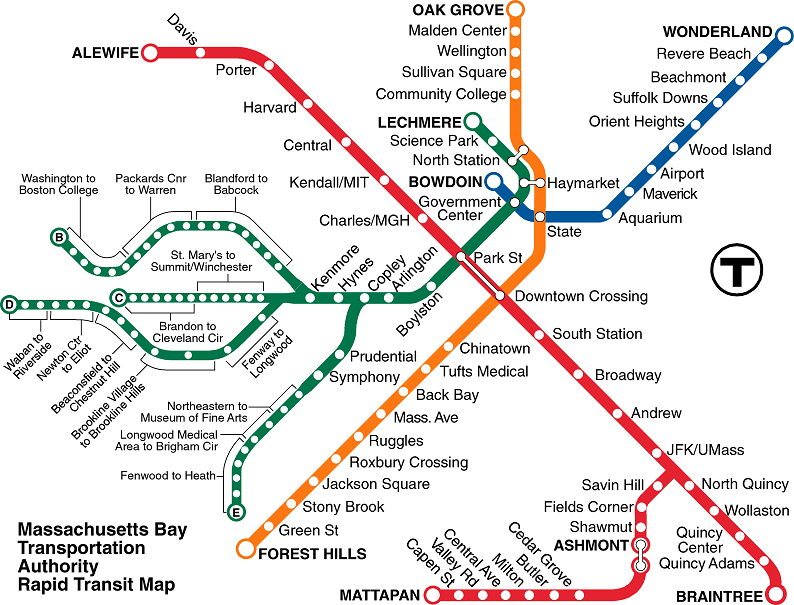 OAK GROVE
Malden Center
Wellington
Sullivan Square
Community College
WONDERLAND
Revere Beach
Beachmont
Suffolk Downs
Orient Heights
Wood Island
Airport
Maverick
Aquarium
Davis
ALEWIFE
Porter
Harvard
Central
Kendall/MIT
Charles/MGH
LECHMERE
Science Park
North Station
BOWDOIN
Haymarket
Government
Center
State
Park St
Downtown Crossing
Washington to
Boston College
Packards Cnr
to Warren
Blandford to
Babcock
B
St. Mary's to
Summit/Winchester
C
D
Brandon to
Cleveland Cir
Waban to
Riverside
Newton Ctr
to Eliot
Beaconsfield to
Chestnut Hill
Brookline Village
to Brookline Hills
Fenway to
Longwood
Kenmore
Hynes
Copley
Arlington
Boylston
Prudential
Symphony
Northeastern to
Museum of Fine Arts
Longwood Medical
Area to Brigham Cir
Fenwood to Heath
E
T
South Station
Broadway
Andrew
JFK/UMass
Chinatown
Tufts Medical
Back Bay
Mass. Ave
Ruggles
Roxbury Crossing
Jackson Square
Stony Brook
Green St
FOREST HILLS
Savin Hill
Fields Corner
Shawmut
ASHMONT
North Quincy
Wollaston
Quincy
Center
Quincy Adams
BRAINTREE
Cedar Grove
Butler
Milton
Central Ave
Valley Rd
Capen St
MATTAPAN
Massachusetts Bay
Transportation
Authority
Rapid Transit Map